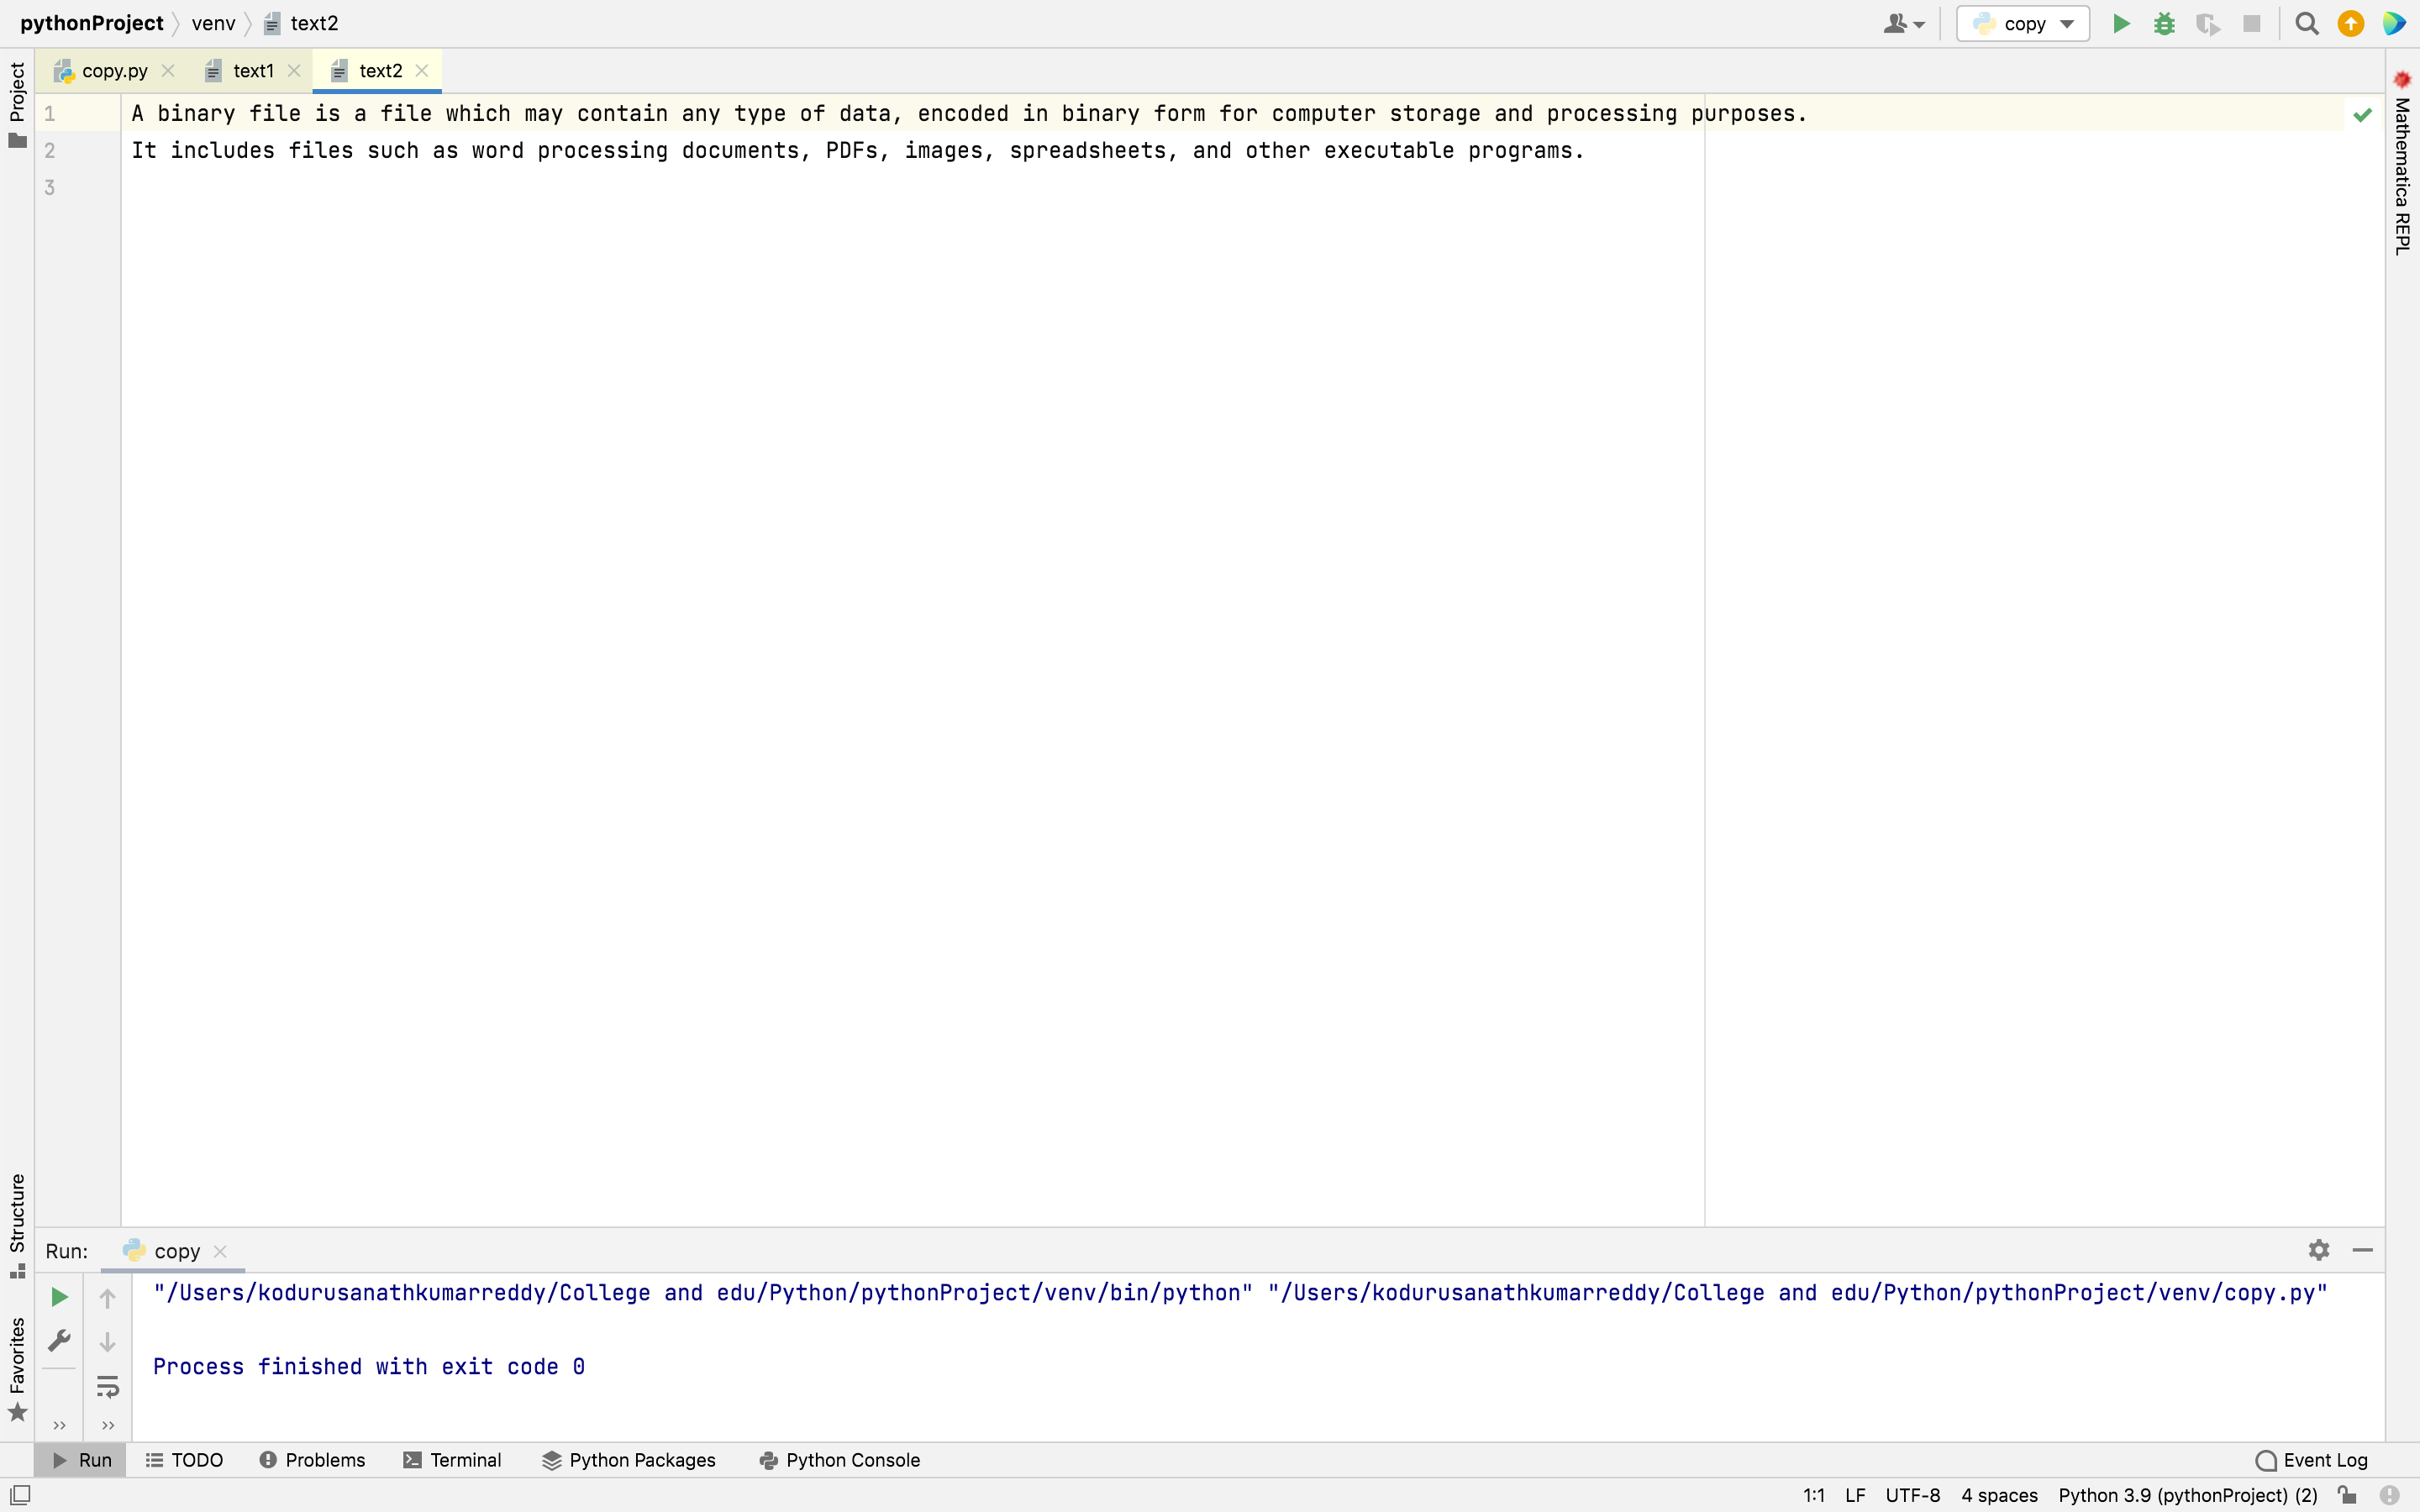 pythonProject venv text2
copy
copy.py text1 text2
Project
Mathematica REPL
1 A binary file is a file which may contain any type of data, encoded in binary form for computer storage and processing purposes.
2 It includes files such as word processing documents, PDFs, images, spreadsheets, and other executable programs.
3
Structure
Favorites
Run: copy
"/Users/kodurusanathkumarreddy/College and edu/Python/pythonProject/venv/bin/python" "/Users/kodurusanathkumarreddy/College and edu/Python/pythonProject/venv/copy.py"
Process finished with exit code 0
Run TODO Problems Terminal Python Packages Python Console Event Log
1:1 LF UTF-8 4 spaces Python 3.9 (pythonProject) (2)